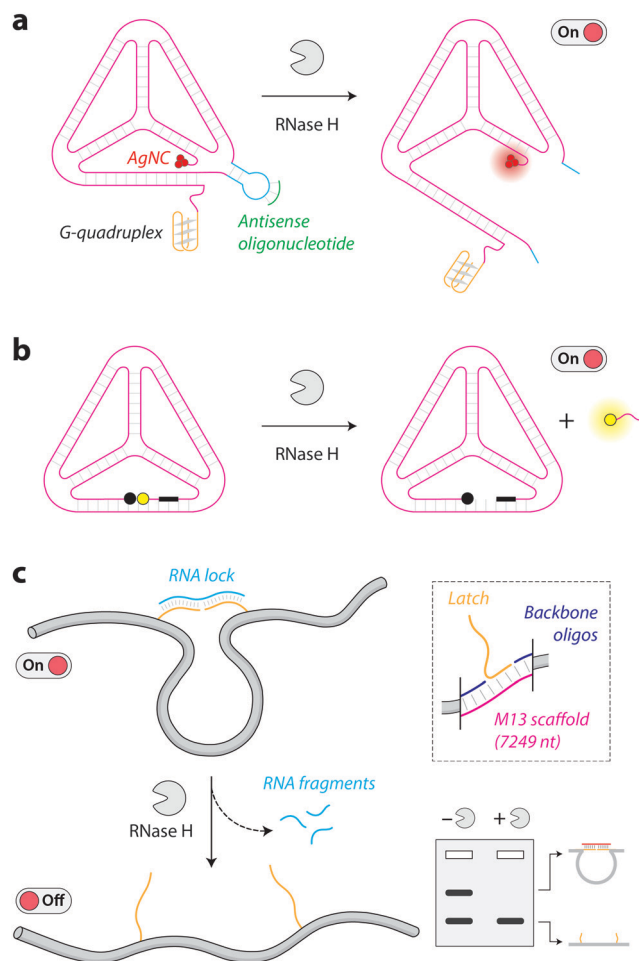 a
On
RNase H
AgNC
G-quadruplex
Antisense
oligonucleotide
b
On
RNase H
+
c
RNA lock
On
Latch
Backbone
oligos
M13 scaffold
(7249 nt)
RNase H
RNA fragments
Off
– +